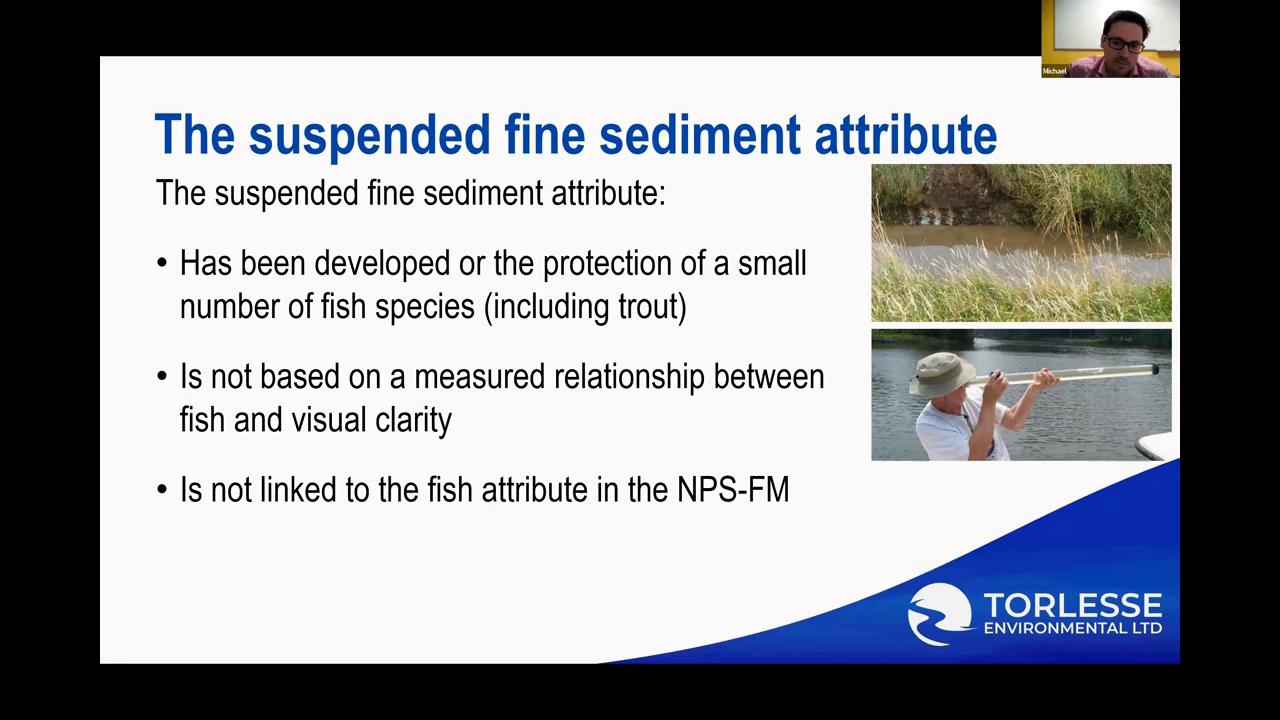 Michael
The suspended fine sediment attribute
The suspended fine sediment attribute:
• Has been developed or the protection of a small
number of fish species (including trout)
• Is not based on a measured relationship between
fish and visual clarity
• Is not linked to the fish attribute in the NPS-FM
TORLESSE
ENVIRONMENTAL LTD